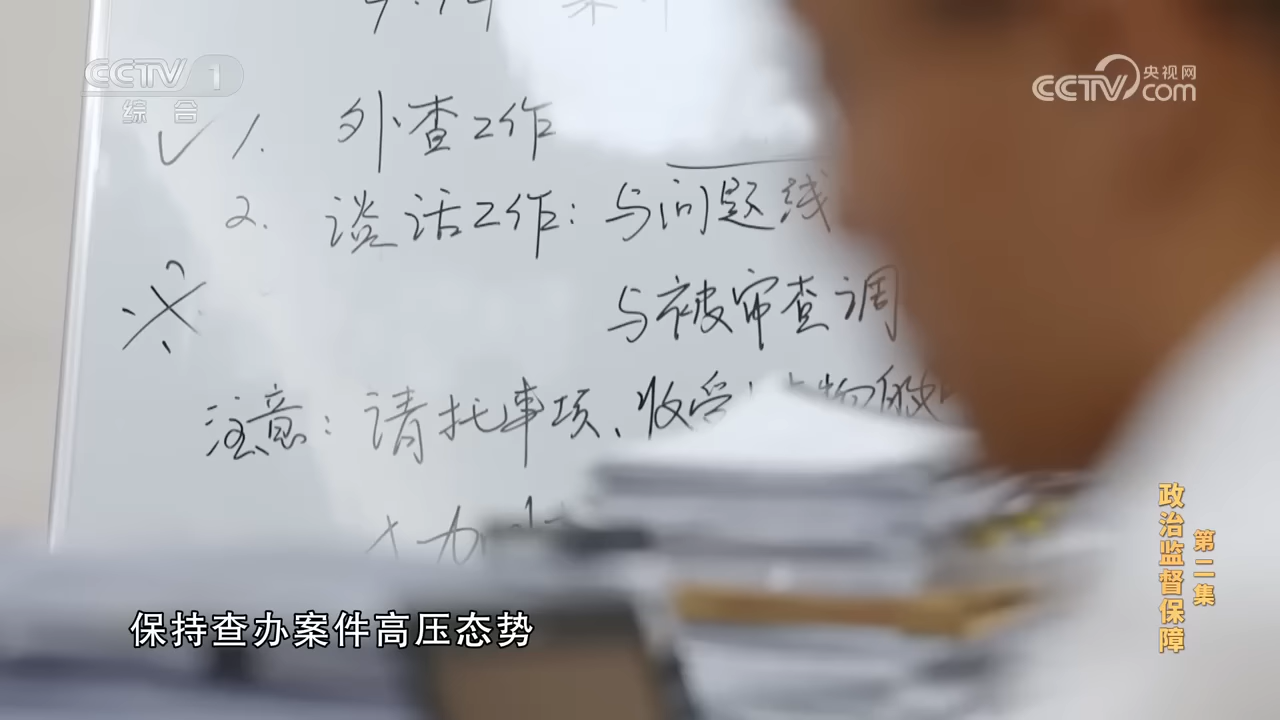 CCTV 1
综合
央视网
CCTV.com
✓ 1. 外查工作
2. 谈话工作：与问题线
※
与被审查调
注意：请托事项、收受
政治监督保障
第二集
保持查办案件高压态势